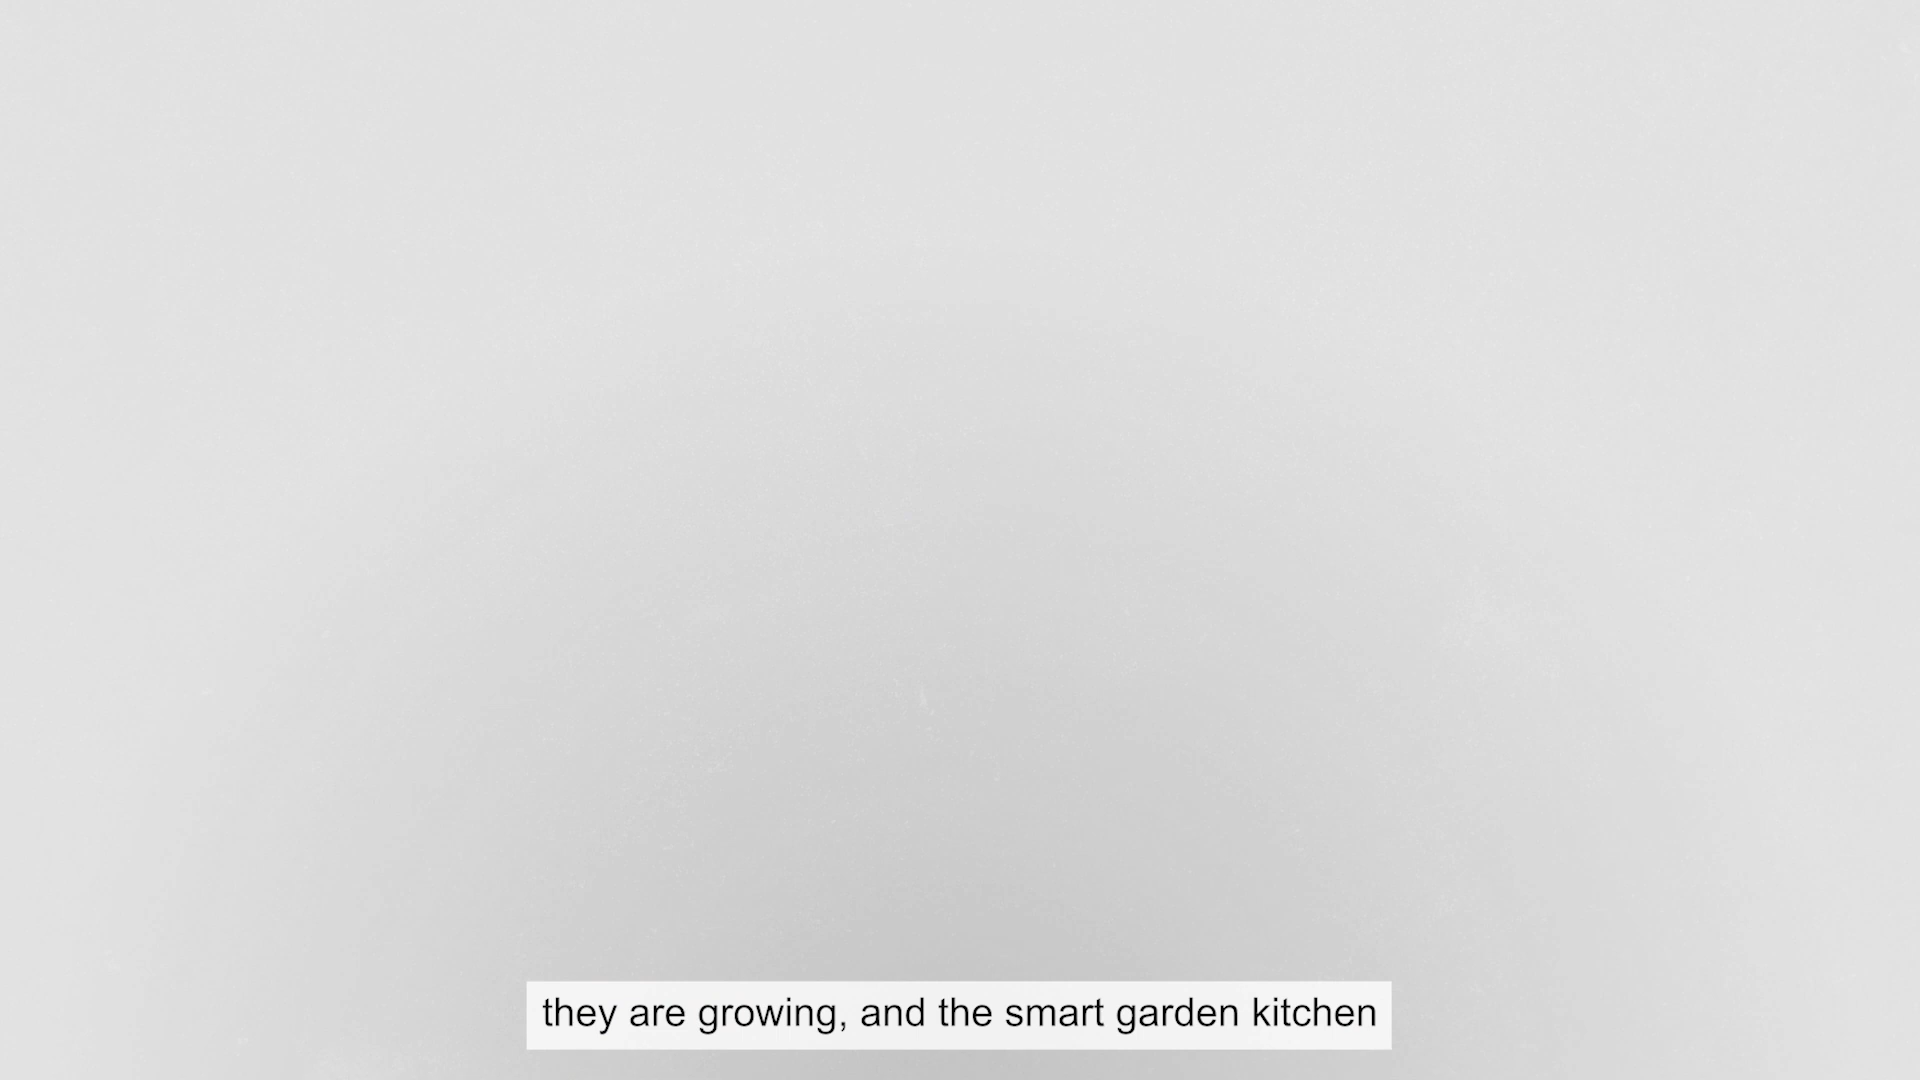 they are growing, and the smart garden kitchen